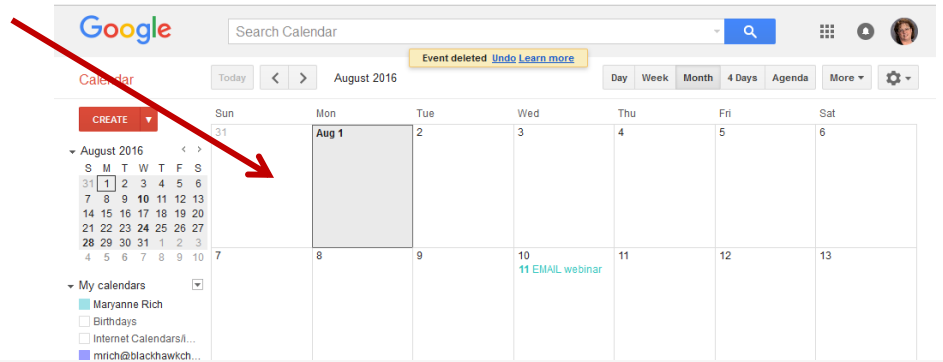 Google
Search Calendar
Event deleted Undo Learn more
Calendar
Today < > August 2016
Day Week Month 4 Days Agenda More
CREATE
August 2016 < >
S M T W T F S
31 1 2 3 4 5 6
7 8 9 10 11 12 13
14 15 16 17 18 19 20
21 22 23 24 25 26 27
28 29 30 31 1 2 3
4 5 6 7 8 9 10
My calendars
Maryanne Rich
Birthdays
Internet Calendars/i...
mrich@blackhawkch...
Sun Mon Tue Wed Thu Fri Sat
31 Aug 1 2 3 4 5 6
7 8 9 10 11 12 13
11 EMAIL webinar